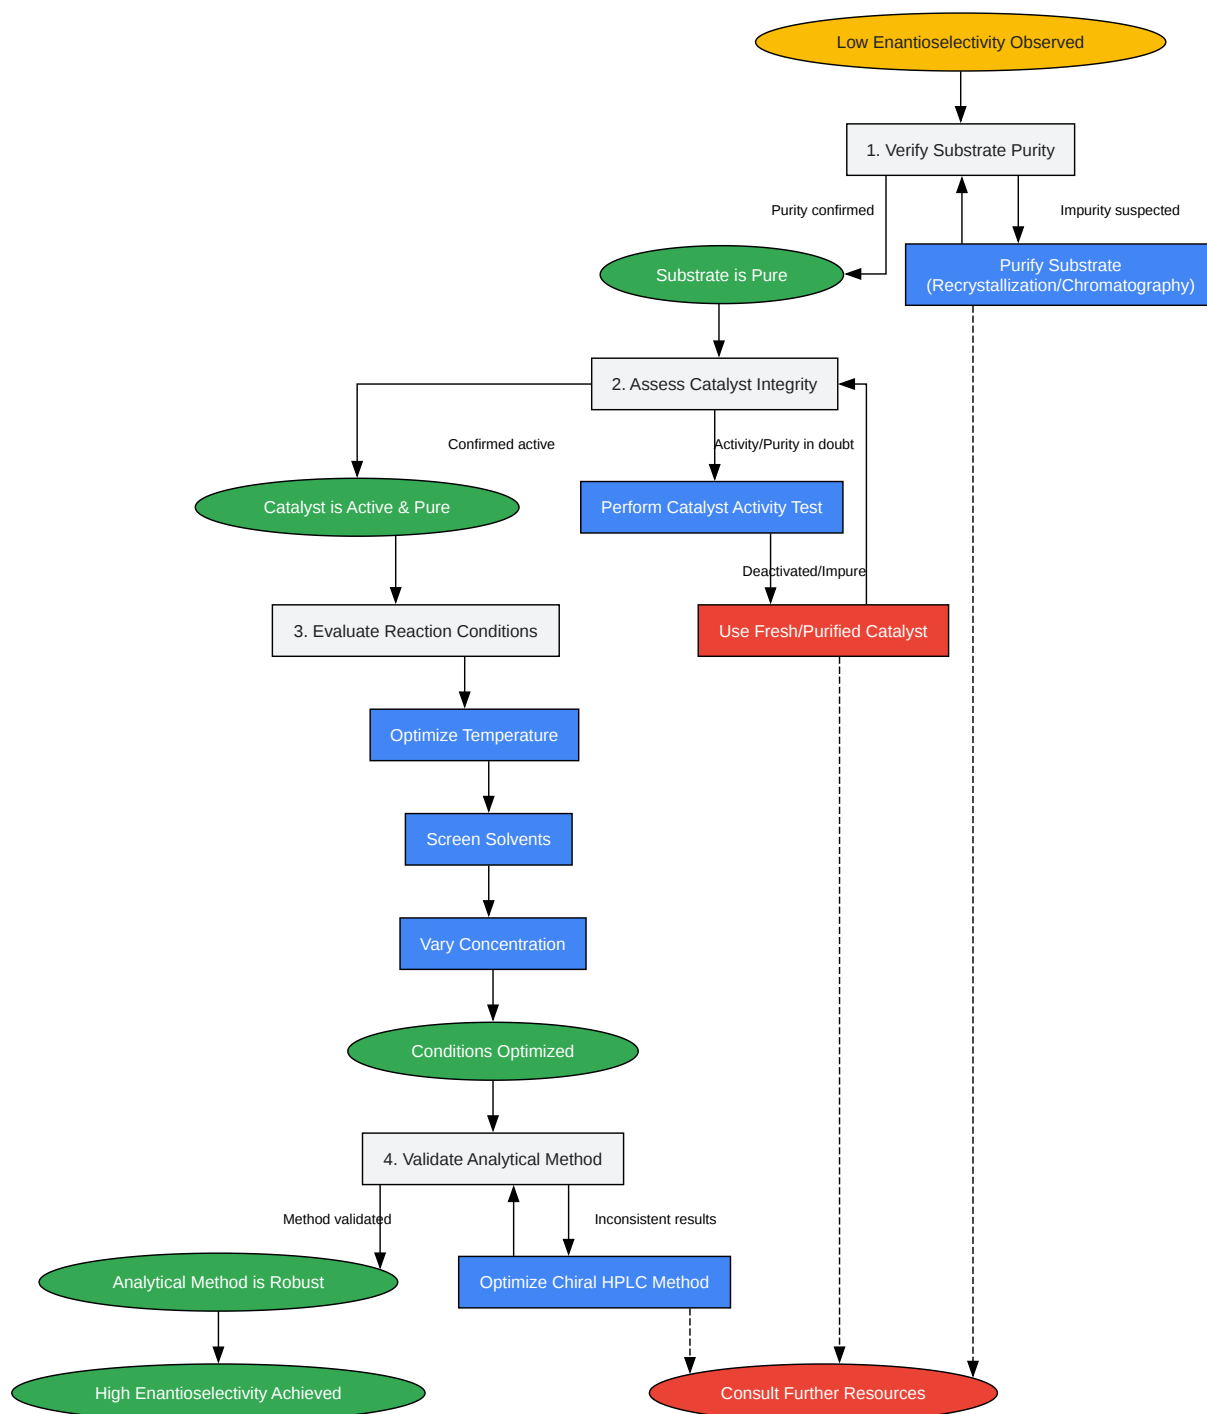 Low Enantioselectivity Observed
1. Verify Substrate Purity
Purity confirmed
Impurity suspected
Substrate is Pure
Purify Substrate
(Recrystallization/Chromatography)
2. Assess Catalyst Integrity
Confirmed active
Activity/Purity in doubt
Catalyst is Active & Pure
Perform Catalyst Activity Test
Deactivated/Impure
3. Evaluate Reaction Conditions
Use Fresh/Purified Catalyst
Optimize Temperature
Screen Solvents
Vary Concentration
Conditions Optimized
4. Validate Analytical Method
Method validated
Inconsistent results
Analytical Method is Robust
Optimize Chiral HPLC Method
High Enantioselectivity Achieved
Consult Further Resources